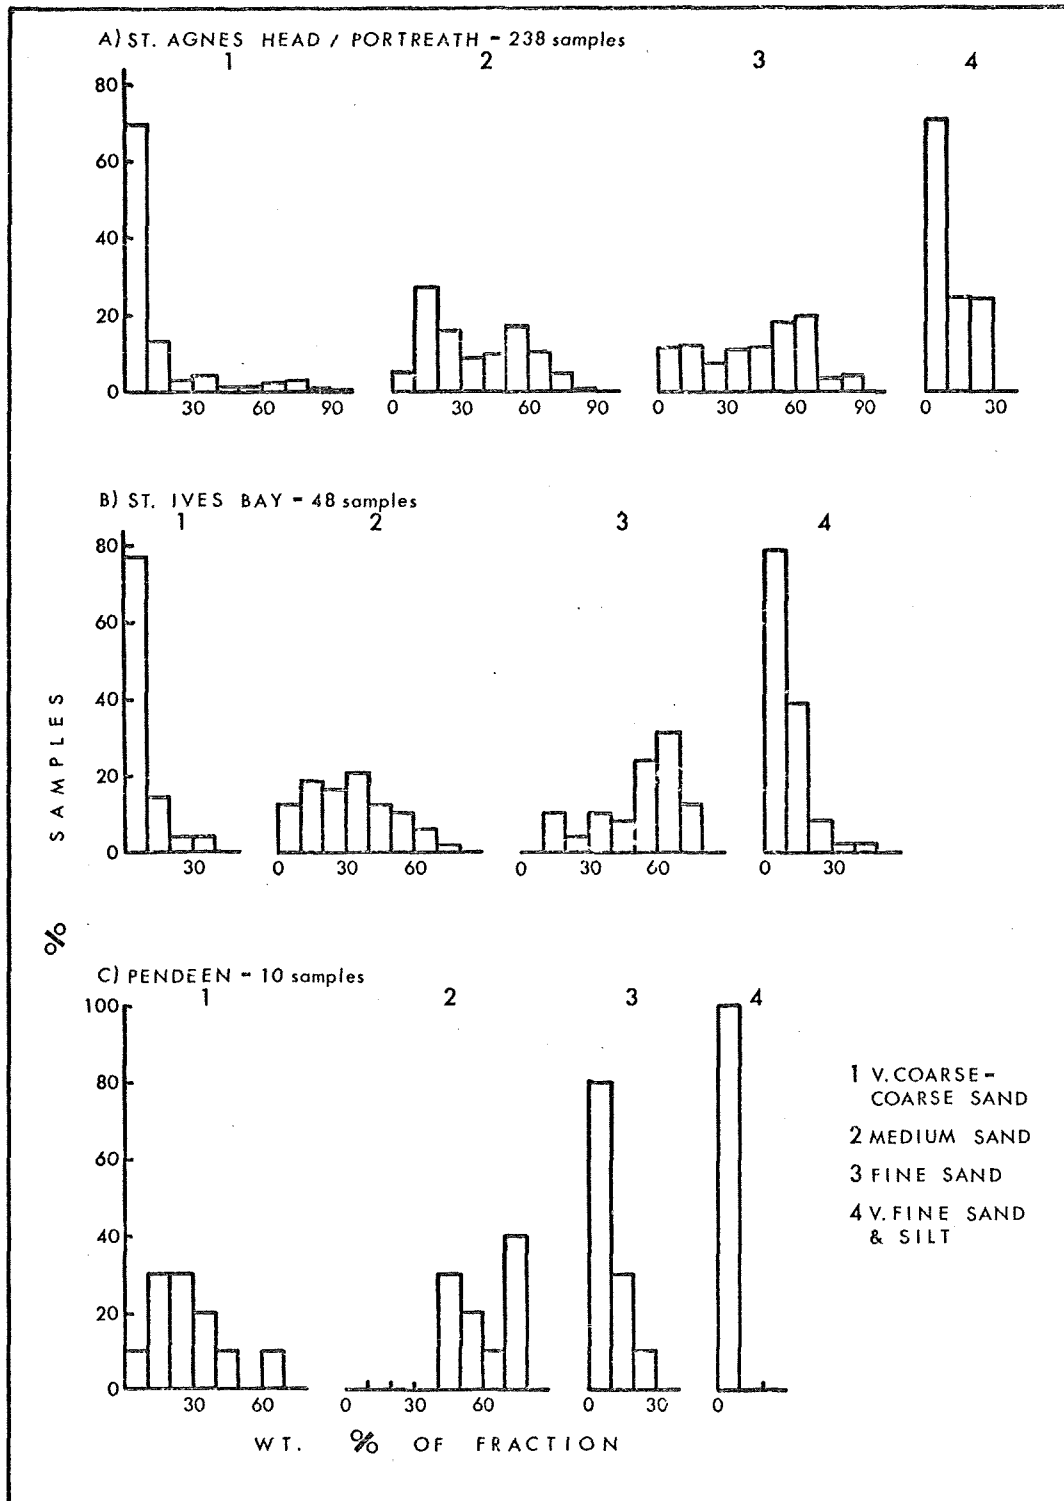 A) ST. AGNES HEAD / PORTREATH - 238 samples
1 2 3 4
80
60
40
20
0
30 60 90 0 30 60 90 0 30 60 90 0 30
B) ST. IVES BAY - 48 samples
1 2 3 4
80
60
40
20
0
30 0 30 60 0 30 60 0 30
% SAMPLES
C) PENDEEN - 10 samples
1 2 3 4
100
80
60
40
20
0
30 60 0 30 60 0 30 0
WT. % OF FRACTION
1 V. COARSE-
COARSE SAND
2 MEDIUM SAND
3 FINE SAND
4 V. FINE SAND
& SILT